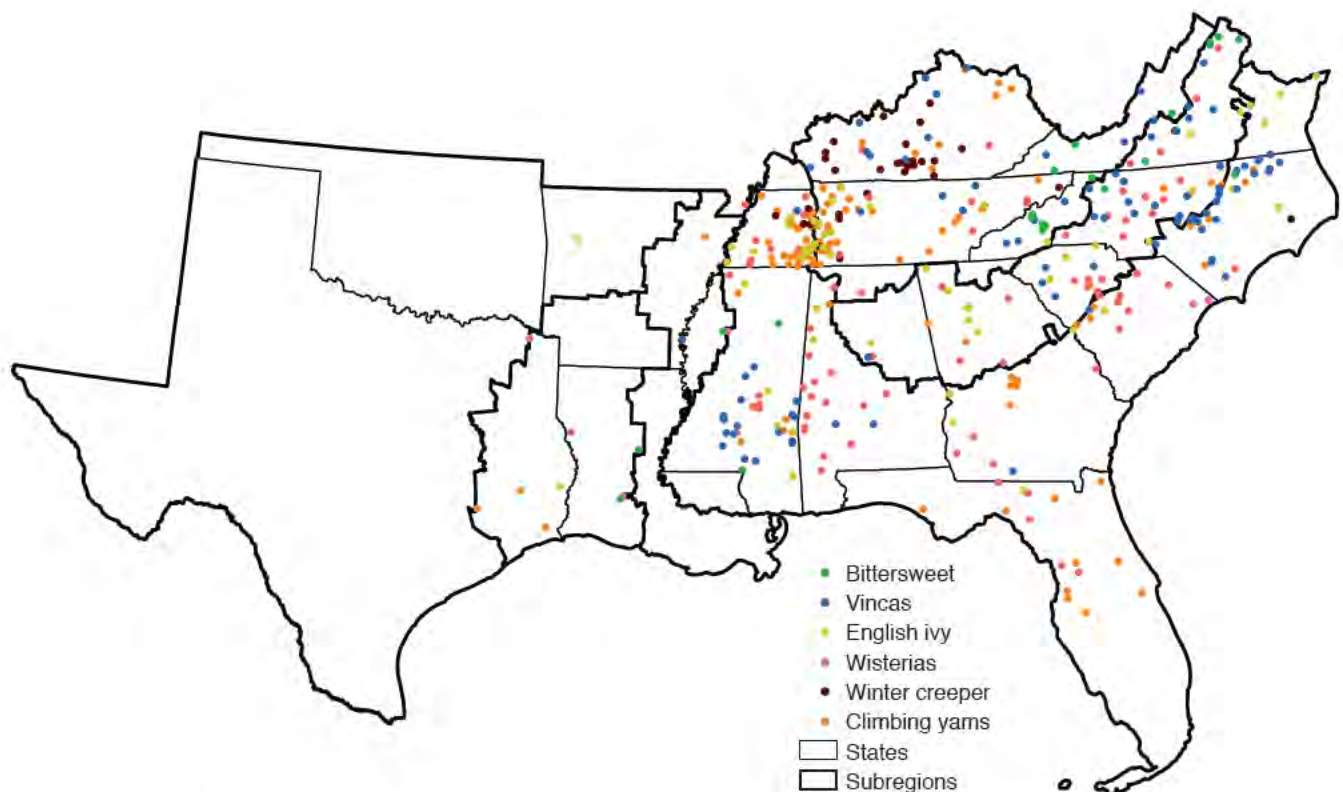 Bittersweet
Vincas
English ivy
Wisterias
Winter creeper
Climbing yams
States
Subregions